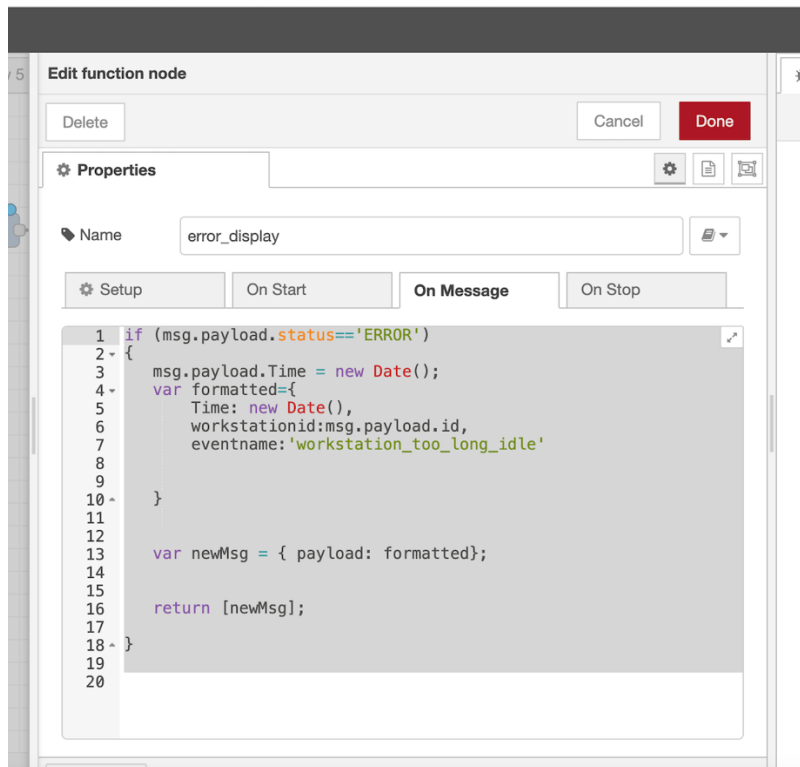 y 5
Edit function node
Delete
Cancel
Done
Properties
Name
error_display
Setup
On Start
On Message
On Stop
1 if (msg.payload.status=='ERROR')
2 {
3 msg.payload.Time = new Date();
4 var formatted={
5 Time: new Date(),
6 workstationid:msg.payload.id,
7 eventname:'workstation_too_long_idle'
8
9
10 }
11
12
13 var newMsg = { payload: formatted};
14
15
16 return [newMsg];
17
18 }
19
20